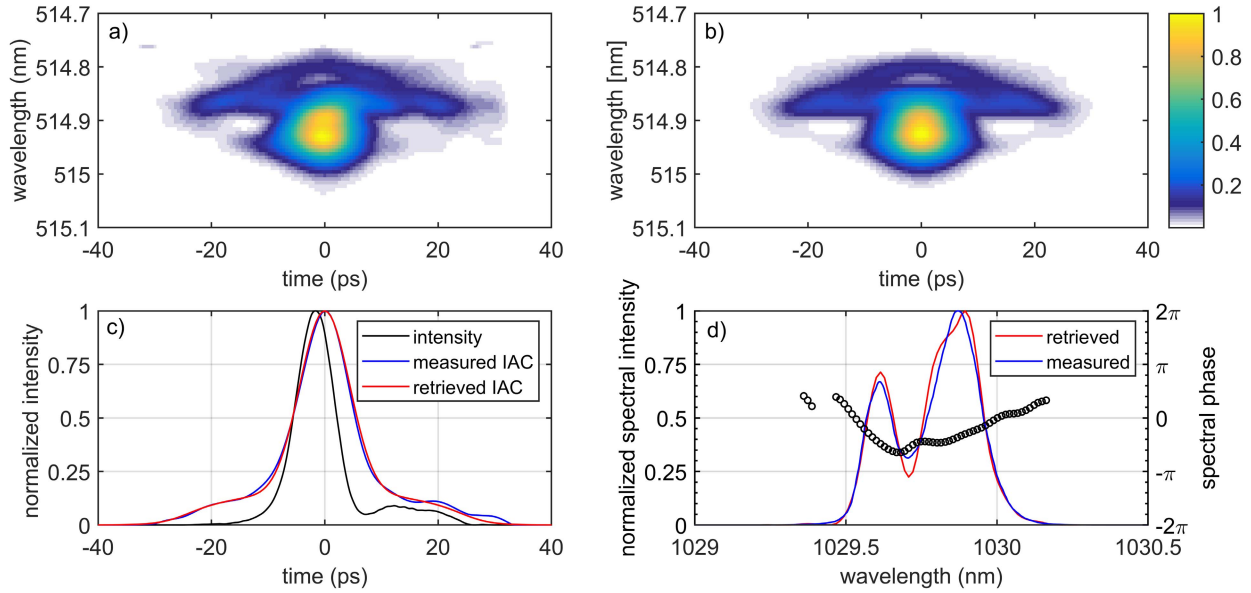 a)
514.7
514.8
514.9
515
515.1
wavelength (nm)
-40
-20
0
20
40
time (ps)
b)
514.7
514.8
514.9
515
515.1
wavelength [nm]
-40
-20
0
20
40
time (ps)
1
0.8
0.6
0.4
0.2
c)
1
0.75
0.5
0.25
0
normalized intensity
intensity
measured IAC
retrieved IAC
-40
-20
0
20
40
time (ps)
d)
1
0.75
0.5
0.25
0
normalized spectral intensity
retrieved
measured
2π
π
0
-π
-2π
spectral phase
1029
1029.5
1030
1030.5
wavelength (nm)